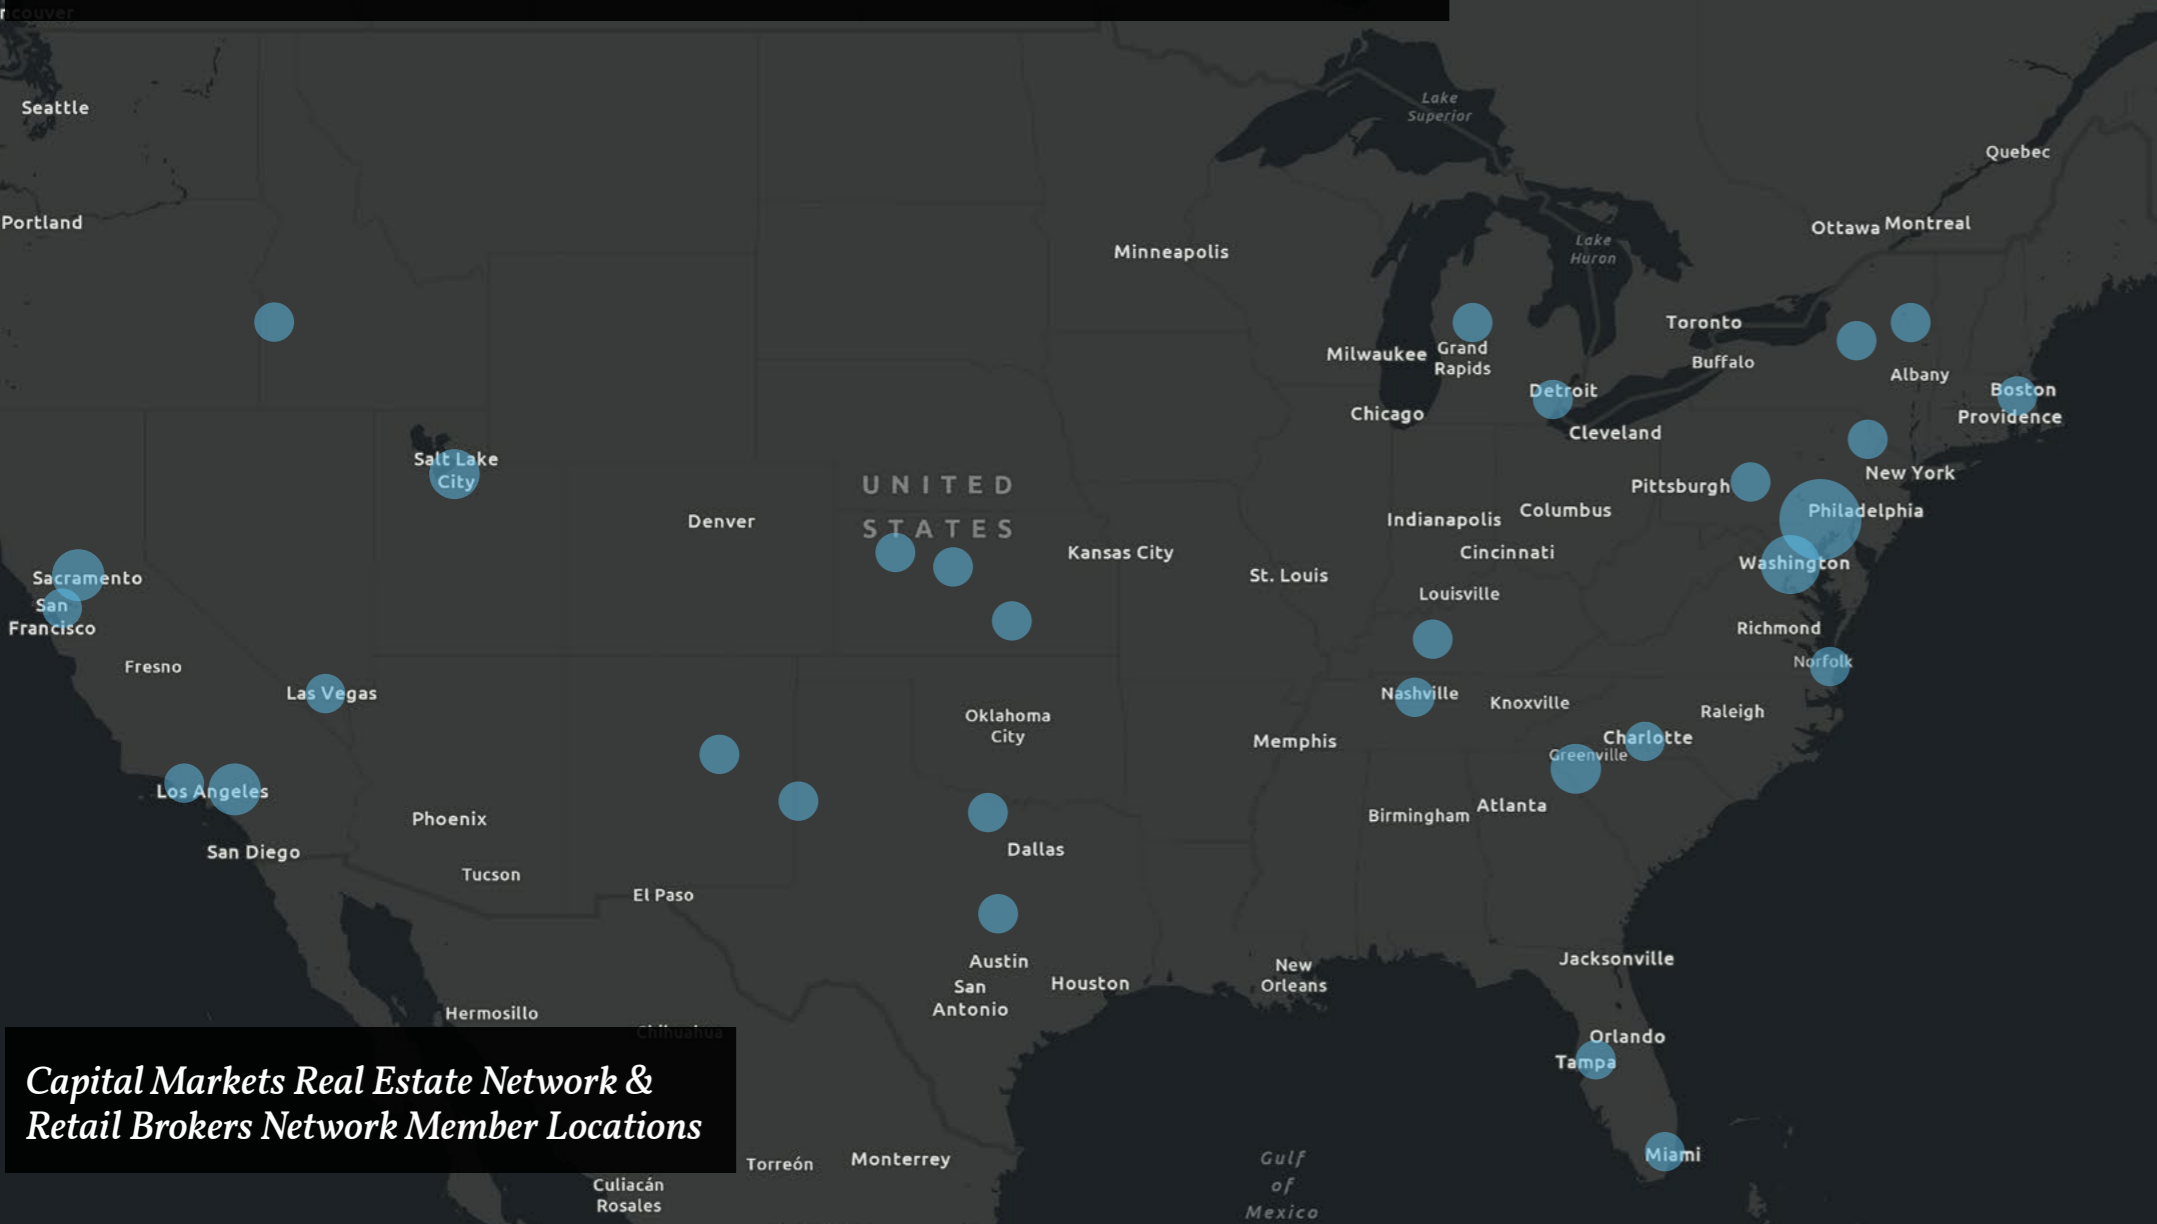 Seattle
Portland
Lake
Superior
Quebec
Ottawa Montreal
Lake
Huron
Minneapolis
Toronto
Milwaukee
Grand
Rapids
Buffalo
Albany
Detroit
Boston
Chicago
Providence
Cleveland
Salt Lake
City
UNITED
STATES
New York
Pittsburgh
Philadelphia
Columbus
Indianapolis
Denver
Kansas City
Cincinnati
Washington
St. Louis
Sacramento
Louisville
San
Francisco
Richmond
Norfolk
Fresno
Las Vegas
Nashville
Knoxville
Raleigh
Oklahoma
City
Memphis
Charlotte
Greenville
Los Angeles
Atlanta
Birmingham
Phoenix
San Diego
Dallas
Tucson
El Paso
Jacksonville
Austin
New
Orleans
San
Antonio
Houston
Hermosillo
Chihuahua
Orlando
Tampa
Capital Markets Real Estate Network &
Retail Brokers Network Member Locations
Miami
Torreón
Monterrey
Culiacán
Rosales
Gulf
of
Mexico